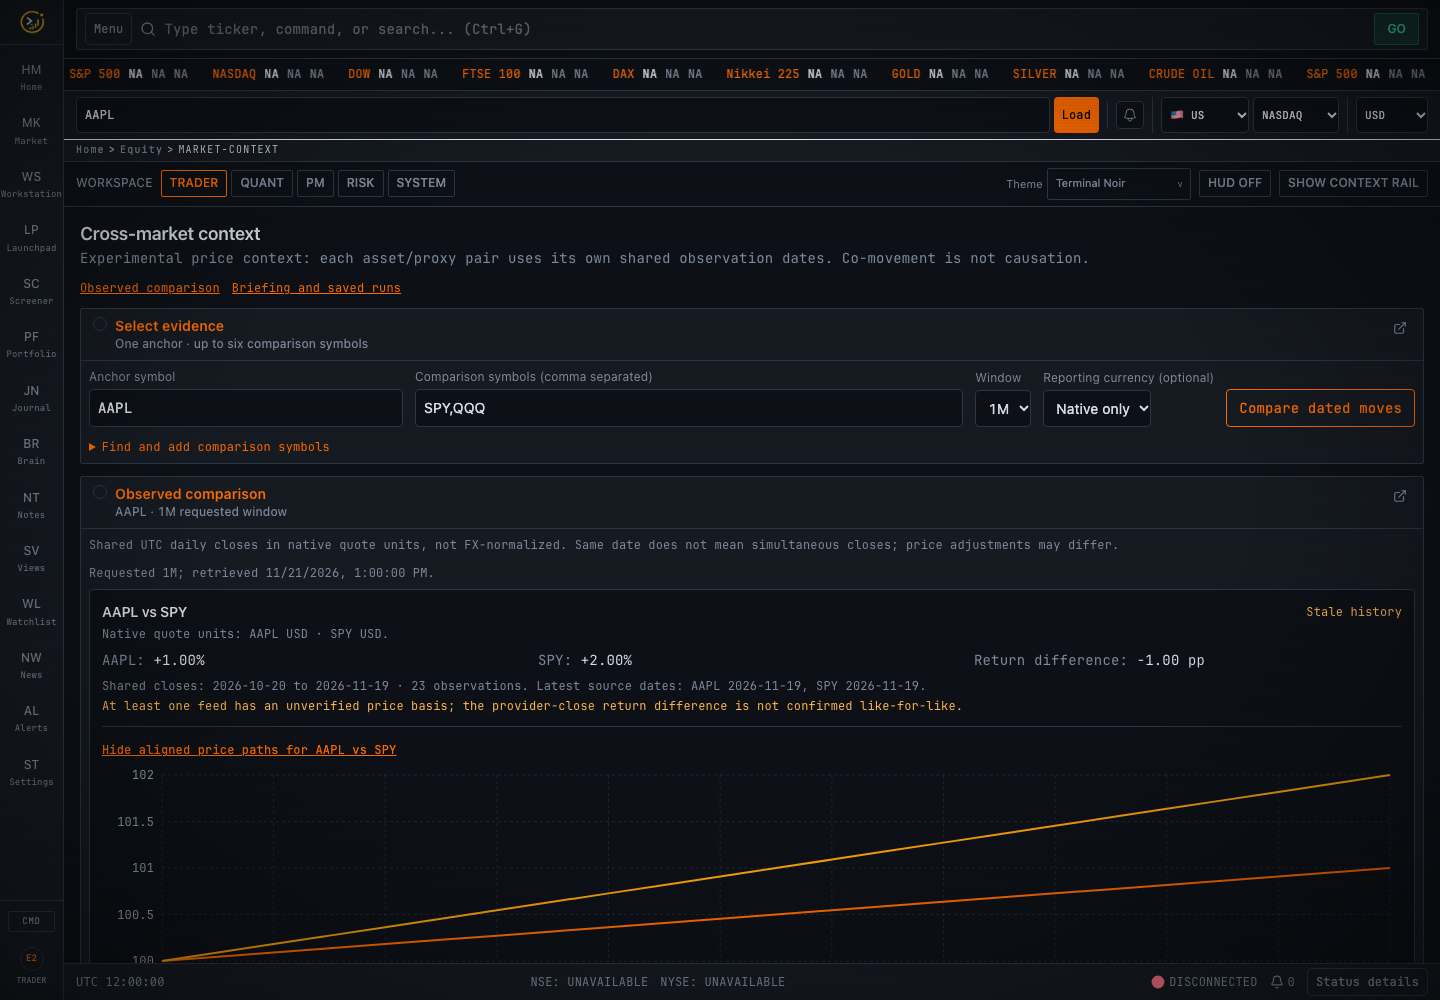 Menu Type ticker, command, or search... (Ctrl+G) GO
S&P 500 NA NA NA NASDAQ NA NA NA DOW NA NA NA FTSE 100 NA NA NA DAX NA NA NA Nikkei 225 NA NA NA GOLD NA NA NA SILVER NA NA NA CRUDE OIL NA NA NA S&P 500 NA NA NA
AAPL Load US NASDAQ USD
Home > Equity > MARKET-CONTEXT
WORKSPACE TRADER QUANT PM RISK SYSTEM Theme Terminal Noir v HUD OFF SHOW CONTEXT RAIL
HM
Home
MK
Market
WS
Workstation
LP
Launchpad
SC
Screener
PF
Portfolio
JN
Journal
BR
Brain
NT
Notes
SV
Views
WL
Watchlist
NW
News
AL
Alerts
ST
Settings
CMD
E2
TRADER
Cross-market context
Experimental price context: each asset/proxy pair uses its own shared observation dates. Co-movement is not causation.
Observed comparison Briefing and saved runs
Select evidence
One anchor · up to six comparison symbols
Anchor symbol Comparison symbols (comma separated) Window Reporting currency (optional)
AAPL SPY,QQQ 1M Native only Compare dated moves
Find and add comparison symbols
Observed comparison
AAPL · 1M requested window
Shared UTC daily closes in native quote units, not FX-normalized. Same date does not mean simultaneous closes; price adjustments may differ.
Requested 1M; retrieved 11/21/2026, 1:00:00 PM.
AAPL vs SPY Stale history
Native quote units: AAPL USD · SPY USD.
AAPL: +1.00% SPY: +2.00% Return difference: -1.00 pp
Shared closes: 2026-10-20 to 2026-11-19 · 23 observations. Latest source dates: AAPL 2026-11-19, SPY 2026-11-19.
At least one feed has an unverified price basis; the provider-close return difference is not confirmed like-for-like.
Hide aligned price paths for AAPL vs SPY
102
101.5
101
100.5
100
UTC 12:00:00 NSE: UNAVAILABLE NYSE: UNAVAILABLE DISCONNECTED 0 Status details